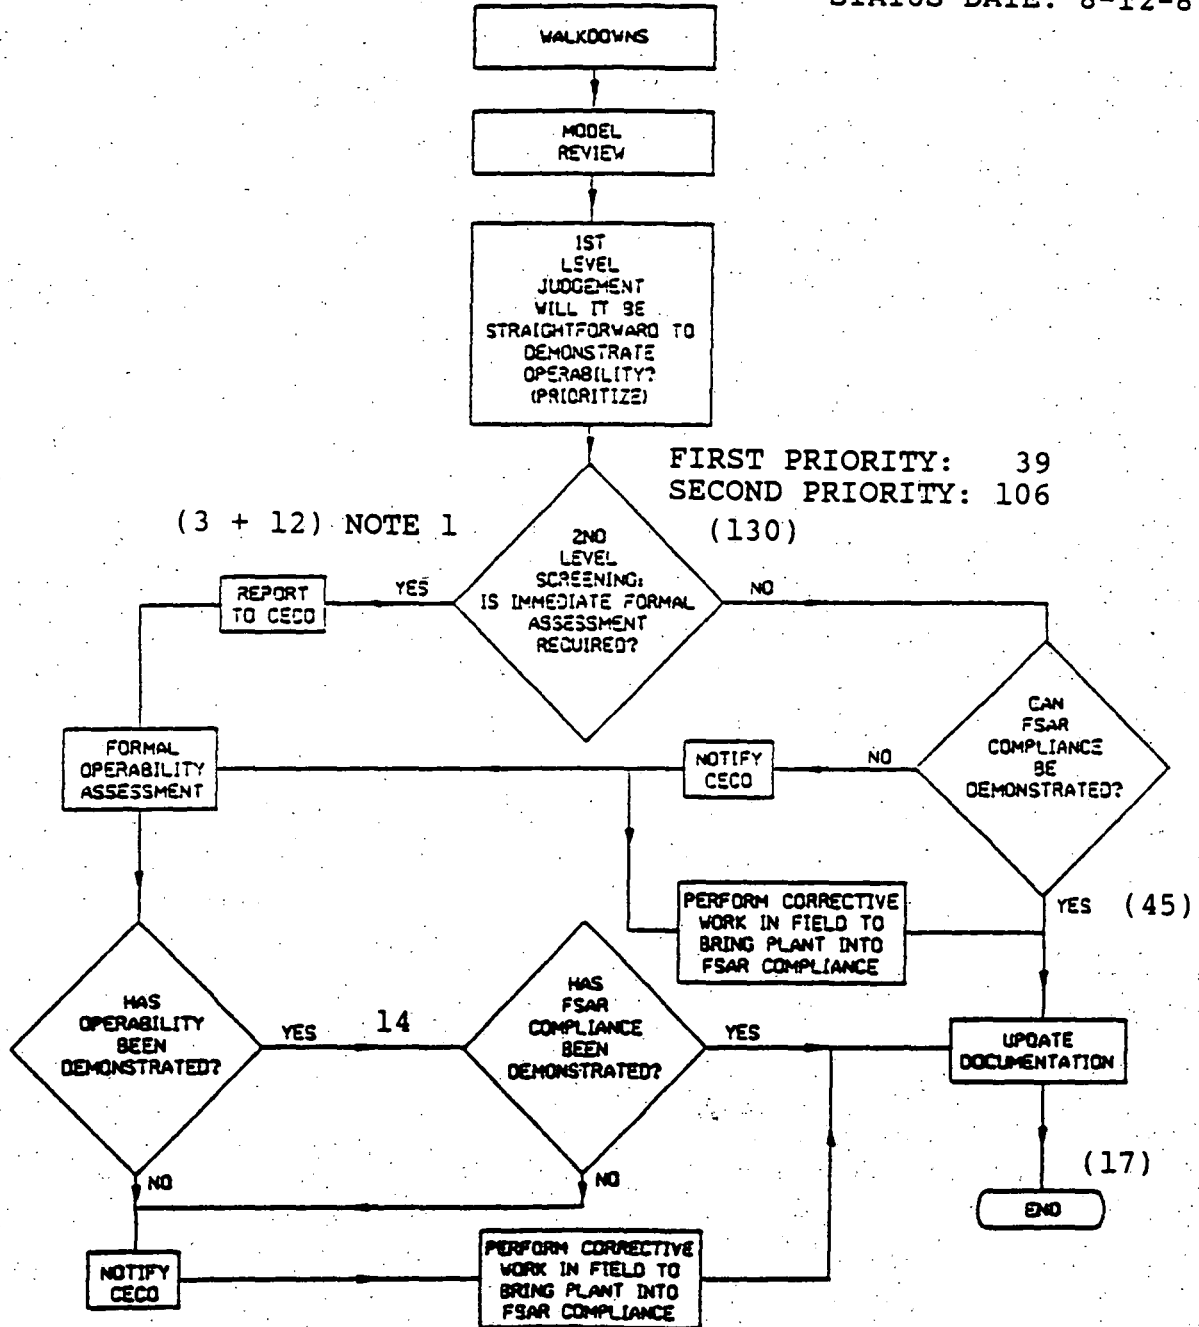 STATUS DATE: 8-12-8
WALKDOWNS
MODEL
REVIEW
1ST
LEVEL
JUDGEMENT
WILL IT BE
STRAIGHTFORWARD TO
DEMONSTRATE
OPERABILITY?
(PRIORITIZE)
FIRST PRIORITY: 39
SECOND PRIORITY: 106
(3 + 12) NOTE 1
(130)
2ND
LEVEL
SCREENING:
IS IMMEDIATE FORMAL
ASSESSMENT
REQUIRED?
YES
NO
REPORT
TO CECO
CAN
FSAR
COMPLIANCE
BE
DEMONSTRATED?
FORMAL
OPERABILITY
ASSESSMENT
NOTIFY
CECO
NO
YES (45)
PERFORM CORRECTIVE
WORK IN FIELD TO
BRING PLANT INTO
FSAR COMPLIANCE
HAS
OPERABILITY
BEEN
DEMONSTRATED?
YES 14
HAS
FSAR
COMPLIANCE
BEEN
DEMONSTRATED?
YES
UPDATE
DOCUMENTATION
NO
NO
(17)
END
NOTIFY
CECO
PERFORM CORRECTIVE
WORK IN FIELD TO
BRING PLANT INTO
FSAR COMPLIANCE